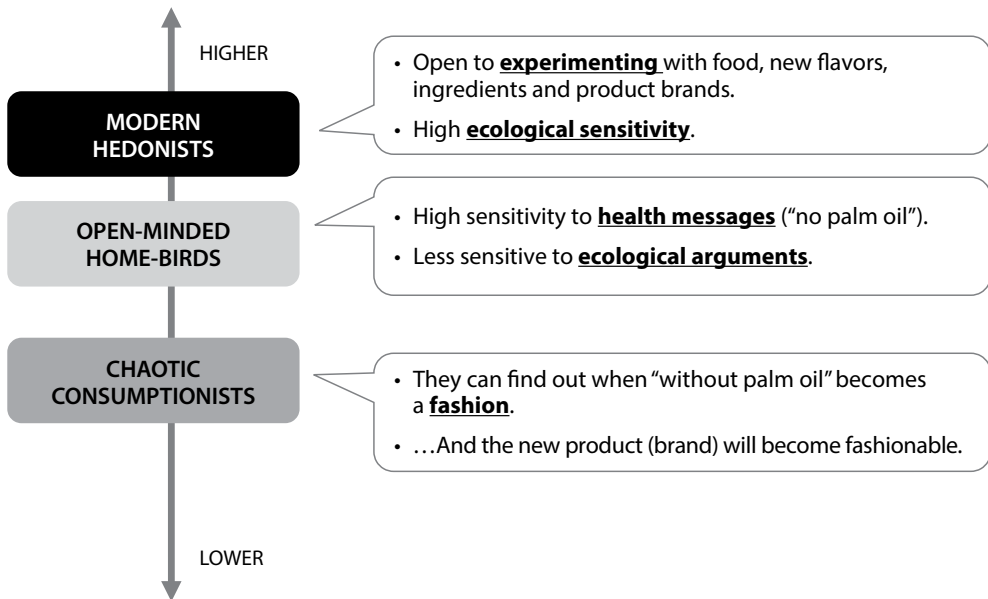 HIGHER
MODERN
HEDONISTS
• Open to experimenting with food, new flavors,
ingredients and product brands.
• High ecological sensitivity.
OPEN-MINDED
HOME-BIRDS
• High sensitivity to health messages (“no palm oil”).
• Less sensitive to ecological arguments.
CHAOTIC
CONSUMPTIONISTS
• They can find out when “without palm oil” becomes
a fashion.
• …And the new product (brand) will become fashionable.
LOWER